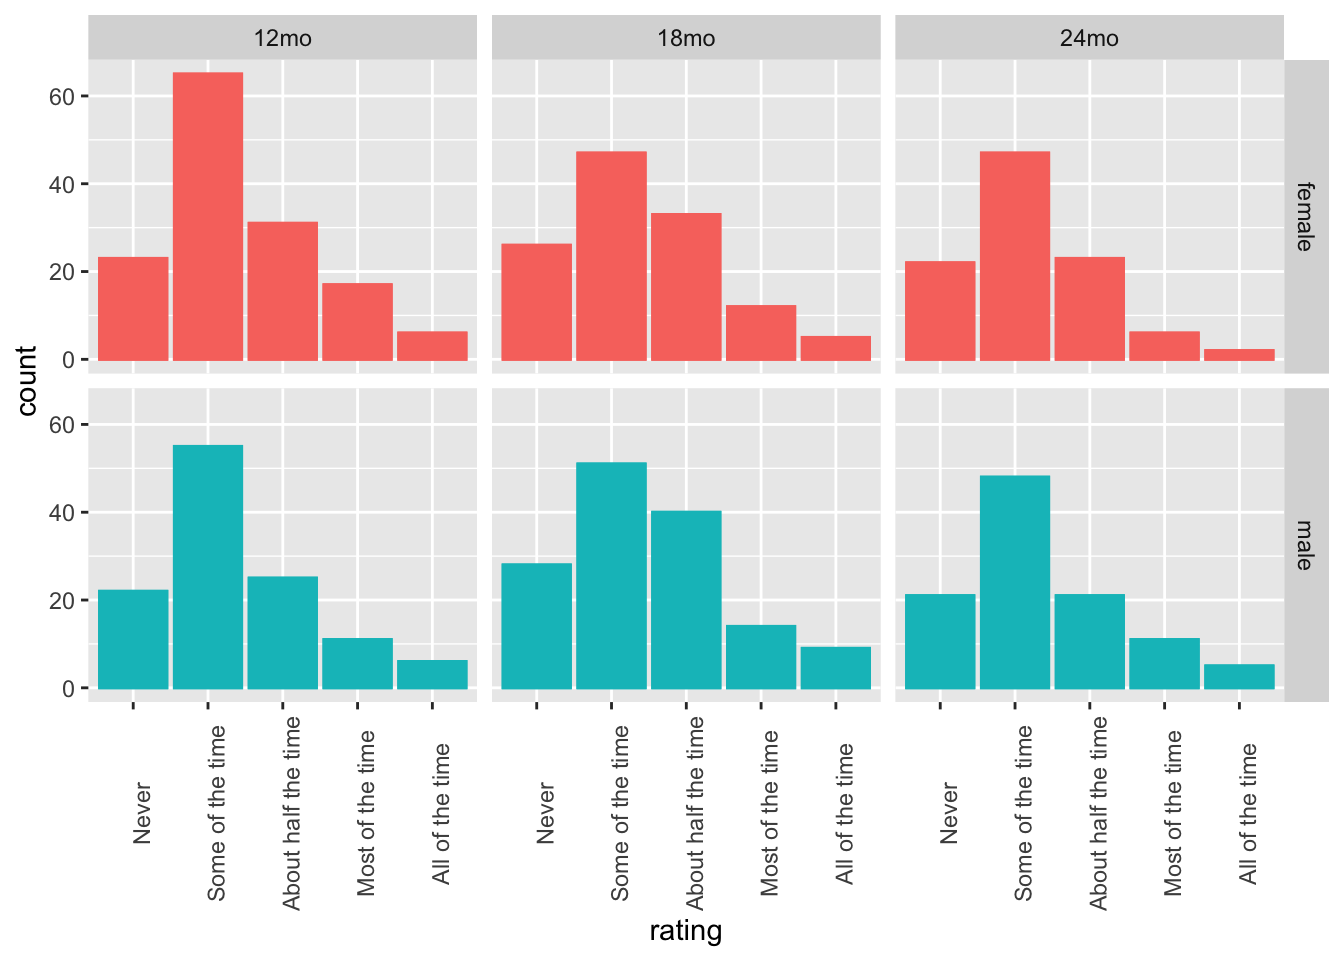 12mo
18mo
24mo
60
40
20
0
female
60
40
20
0
male
count
Never
Some of the time
About half the time
Most of the time
All of the time
Never
Some of the time
About half the time
Most of the time
All of the time
Never
Some of the time
About half the time
Most of the time
All of the time
rating